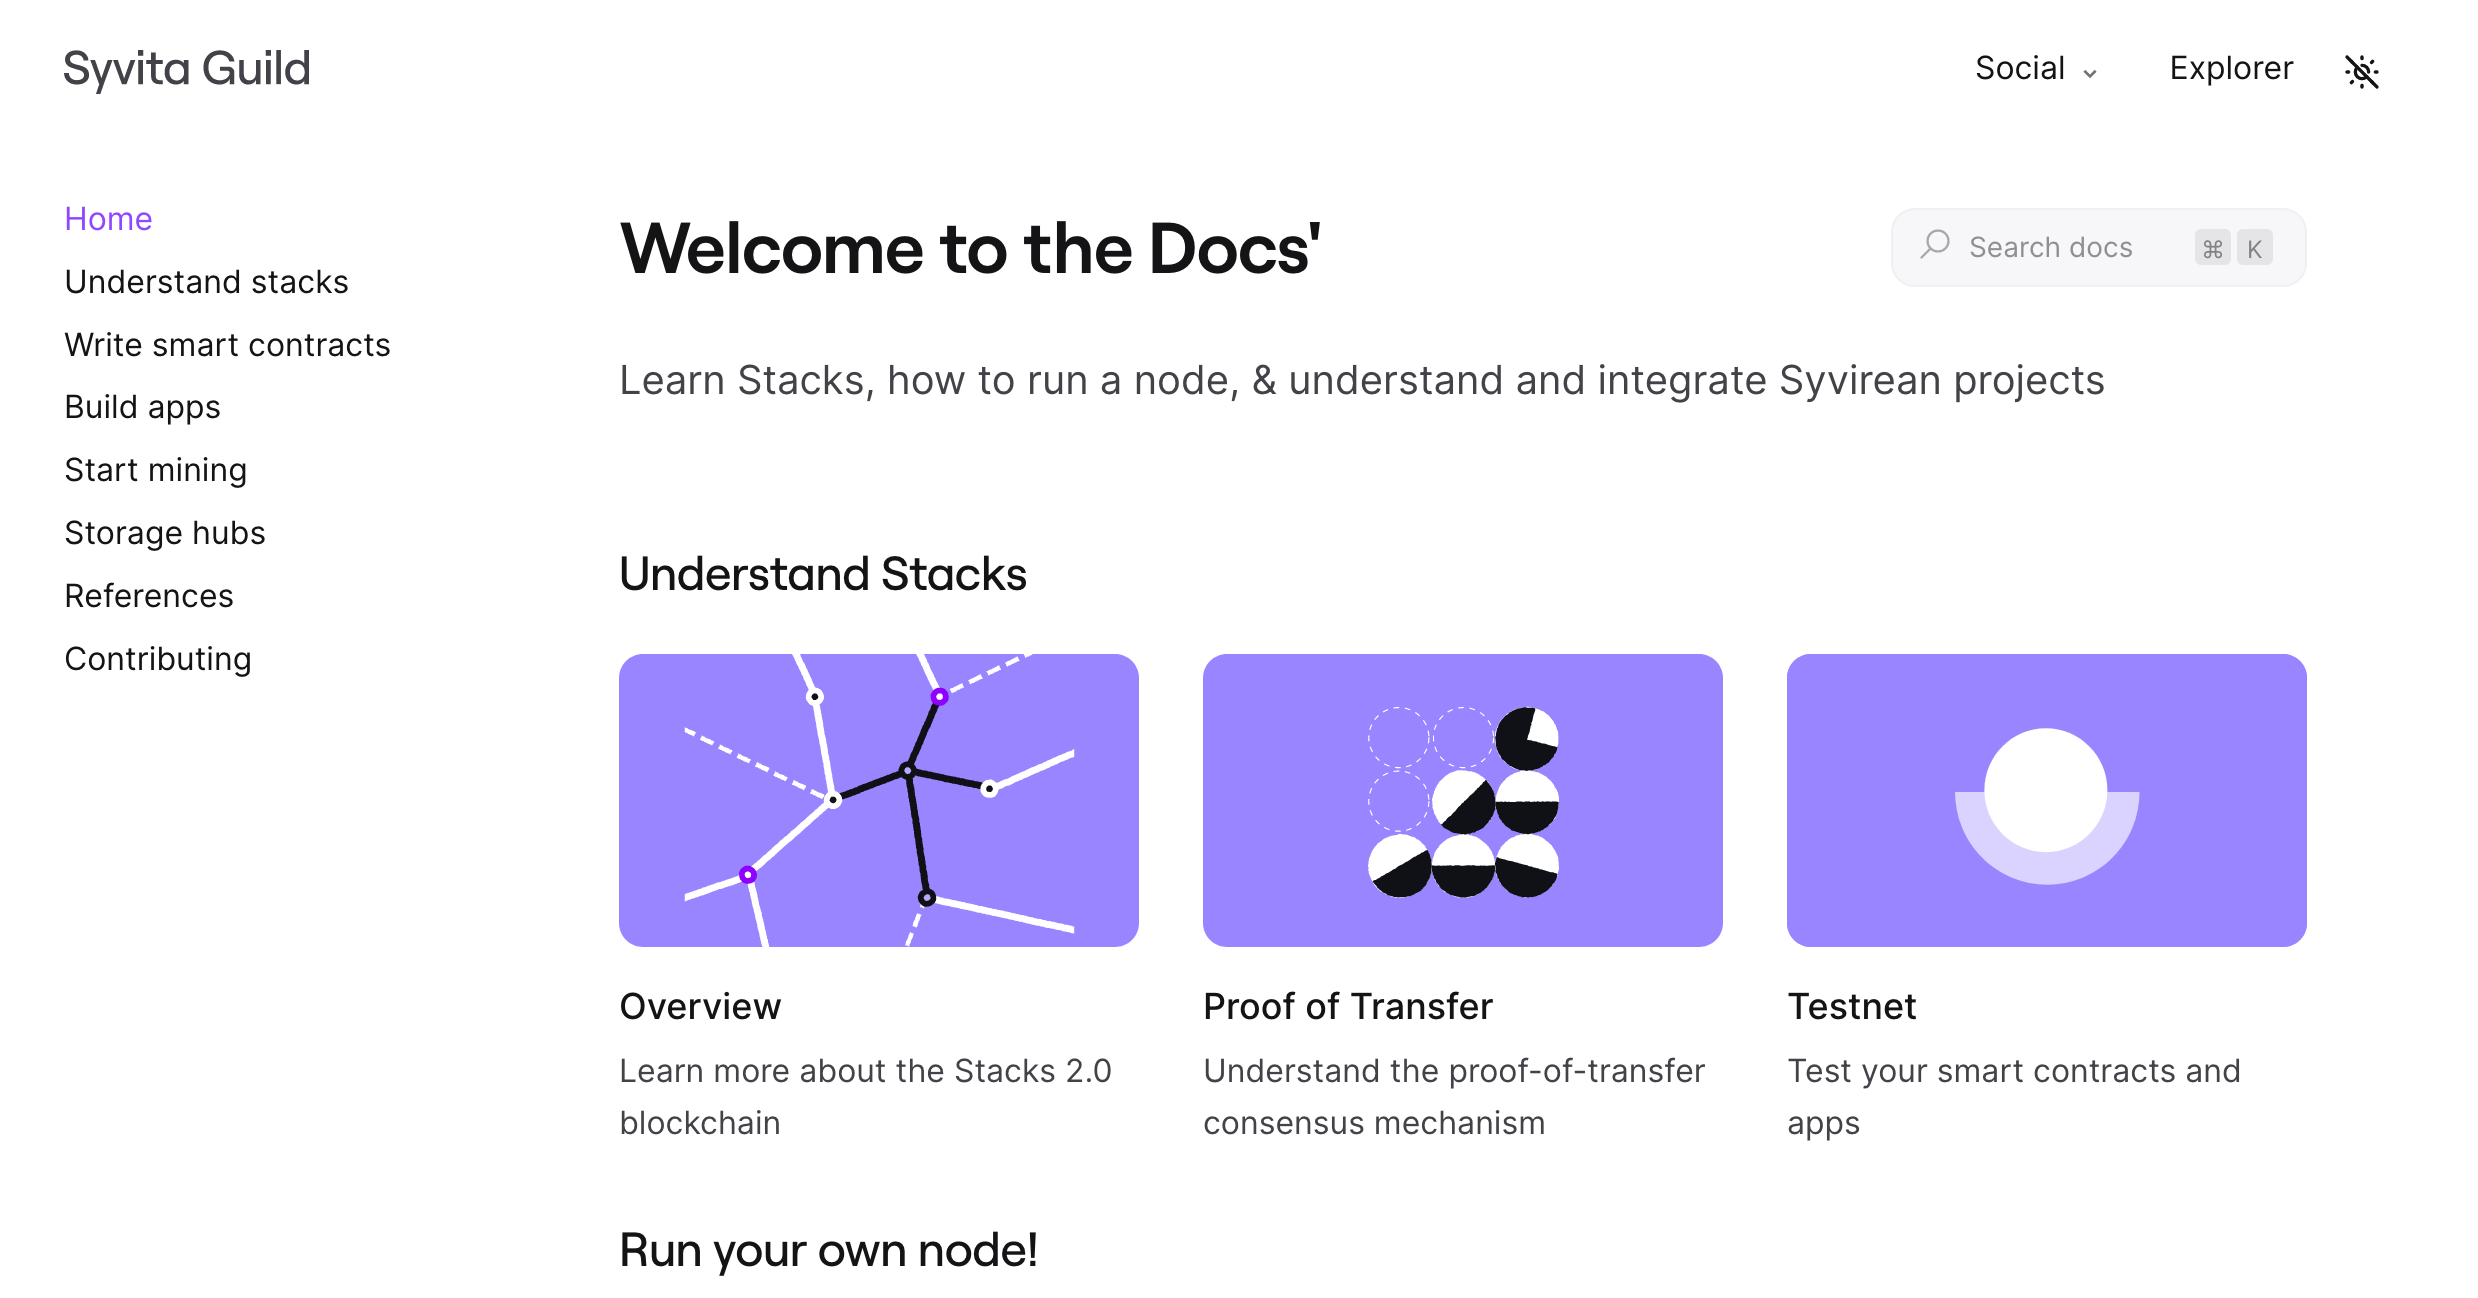 Syvita Guild
Social
Explorer
Home
Understand stacks
Write smart contracts
Build apps
Start mining
Storage hubs
References
Contributing
Welcome to the Docs'
Search docs ⌘ K
Learn Stacks, how to run a node, & understand and integrate Syvirean projects
Understand Stacks
Overview
Learn more about the Stacks 2.0
blockchain
Proof of Transfer
Understand the proof-of-transfer
consensus mechanism
Testnet
Test your smart contracts and
apps
Run your own node!